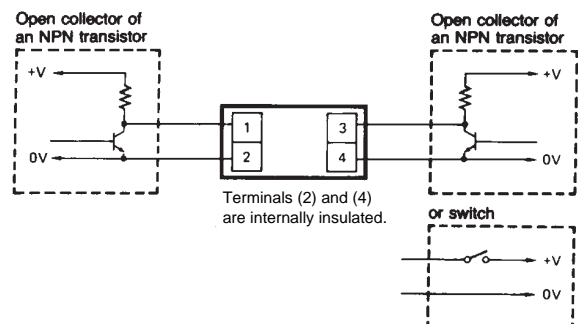 Open collector of
an NPN transistor
+V
0V
1
2
3
4
Terminals (2) and (4)
are internally insulated.
Open collector of
an NPN transistor
+V
0V
or switch
+V
0V